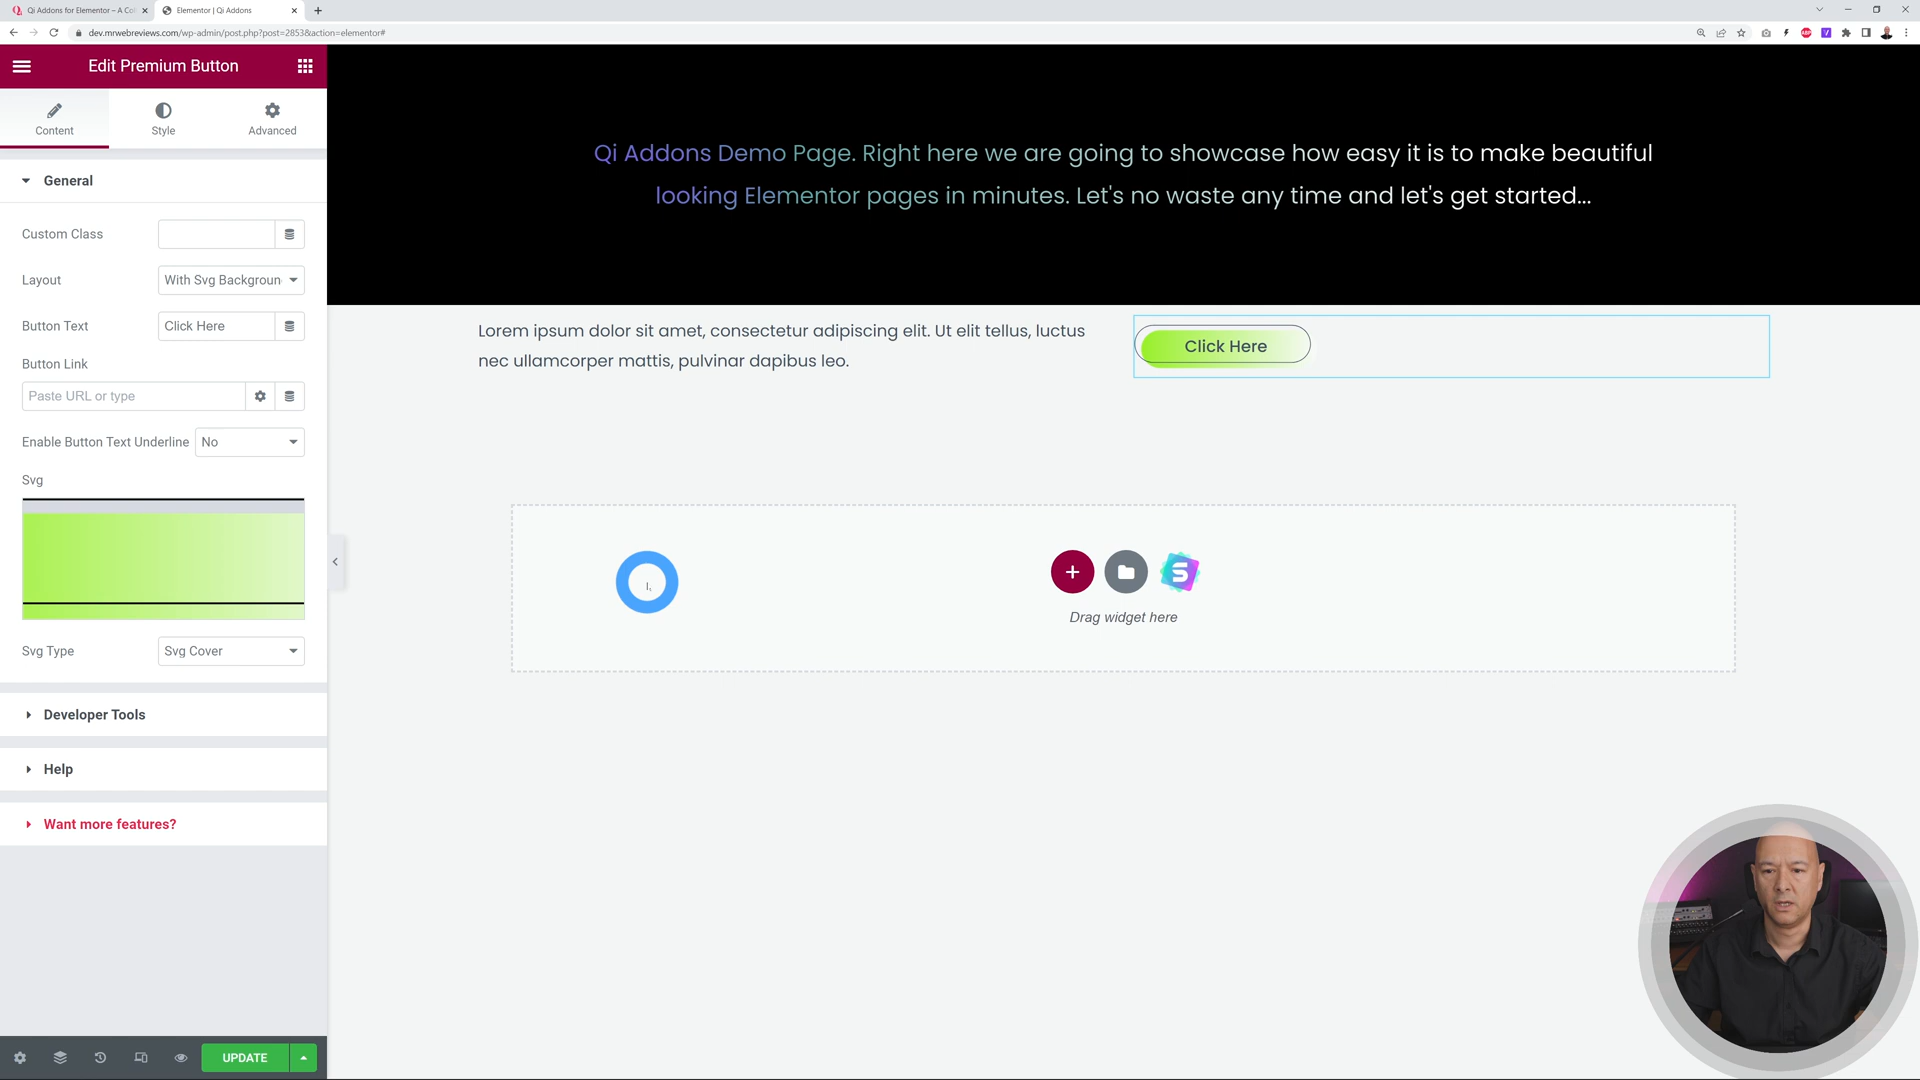 Qi Addons for Elementor – A Col
Elementor | Qi Addons
dev.mrwebreviews.com/wp-admin/post.php?post=2853&action=elementor#
Edit Premium Button
Content
Style
Advanced
General
Custom Class
Layout
With Svg Backgroun
Button Text
Click Here
Button Link
Paste URL or type
Enable Button Text Underline
No
Svg
Svg Type
Svg Cover
Developer Tools
Help
Want more features?
UPDATE
Qi Addons Demo Page. Right here we are going to showcase how easy it is to make beautiful
looking Elementor pages in minutes. Let's no waste any time and let's get started...
Lorem ipsum dolor sit amet, consectetur adipiscing elit. Ut elit tellus, luctus
nec ullamcorper mattis, pulvinar dapibus leo.
Click Here
Drag widget here